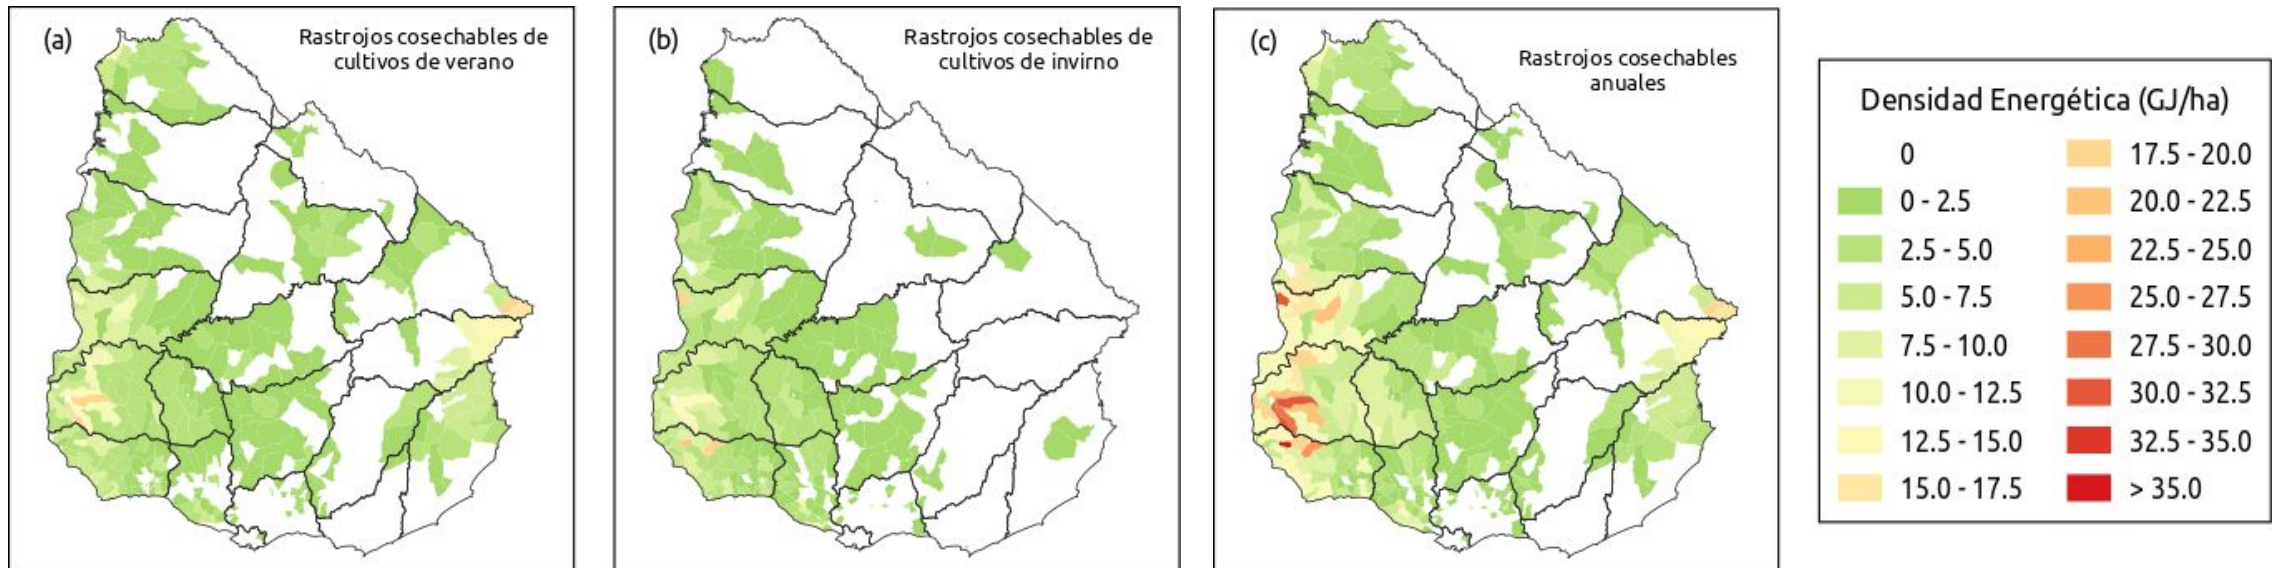 (a)
Rastrojos cosechables de
cultivos de verano
(b)
Rastrojos cosechables de
cultivos de invirno
(c)
Rastrojos cosechables
anuales
Densidad Energética (GJ/ha)
0
0 - 2.5
2.5 - 5.0
5.0 - 7.5
7.5 - 10.0
10.0 - 12.5
12.5 - 15.0
15.0 - 17.5
17.5 - 20.0
20.0 - 22.5
22.5 - 25.0
25.0 - 27.5
27.5 - 30.0
30.0 - 32.5
32.5 - 35.0
> 35.0